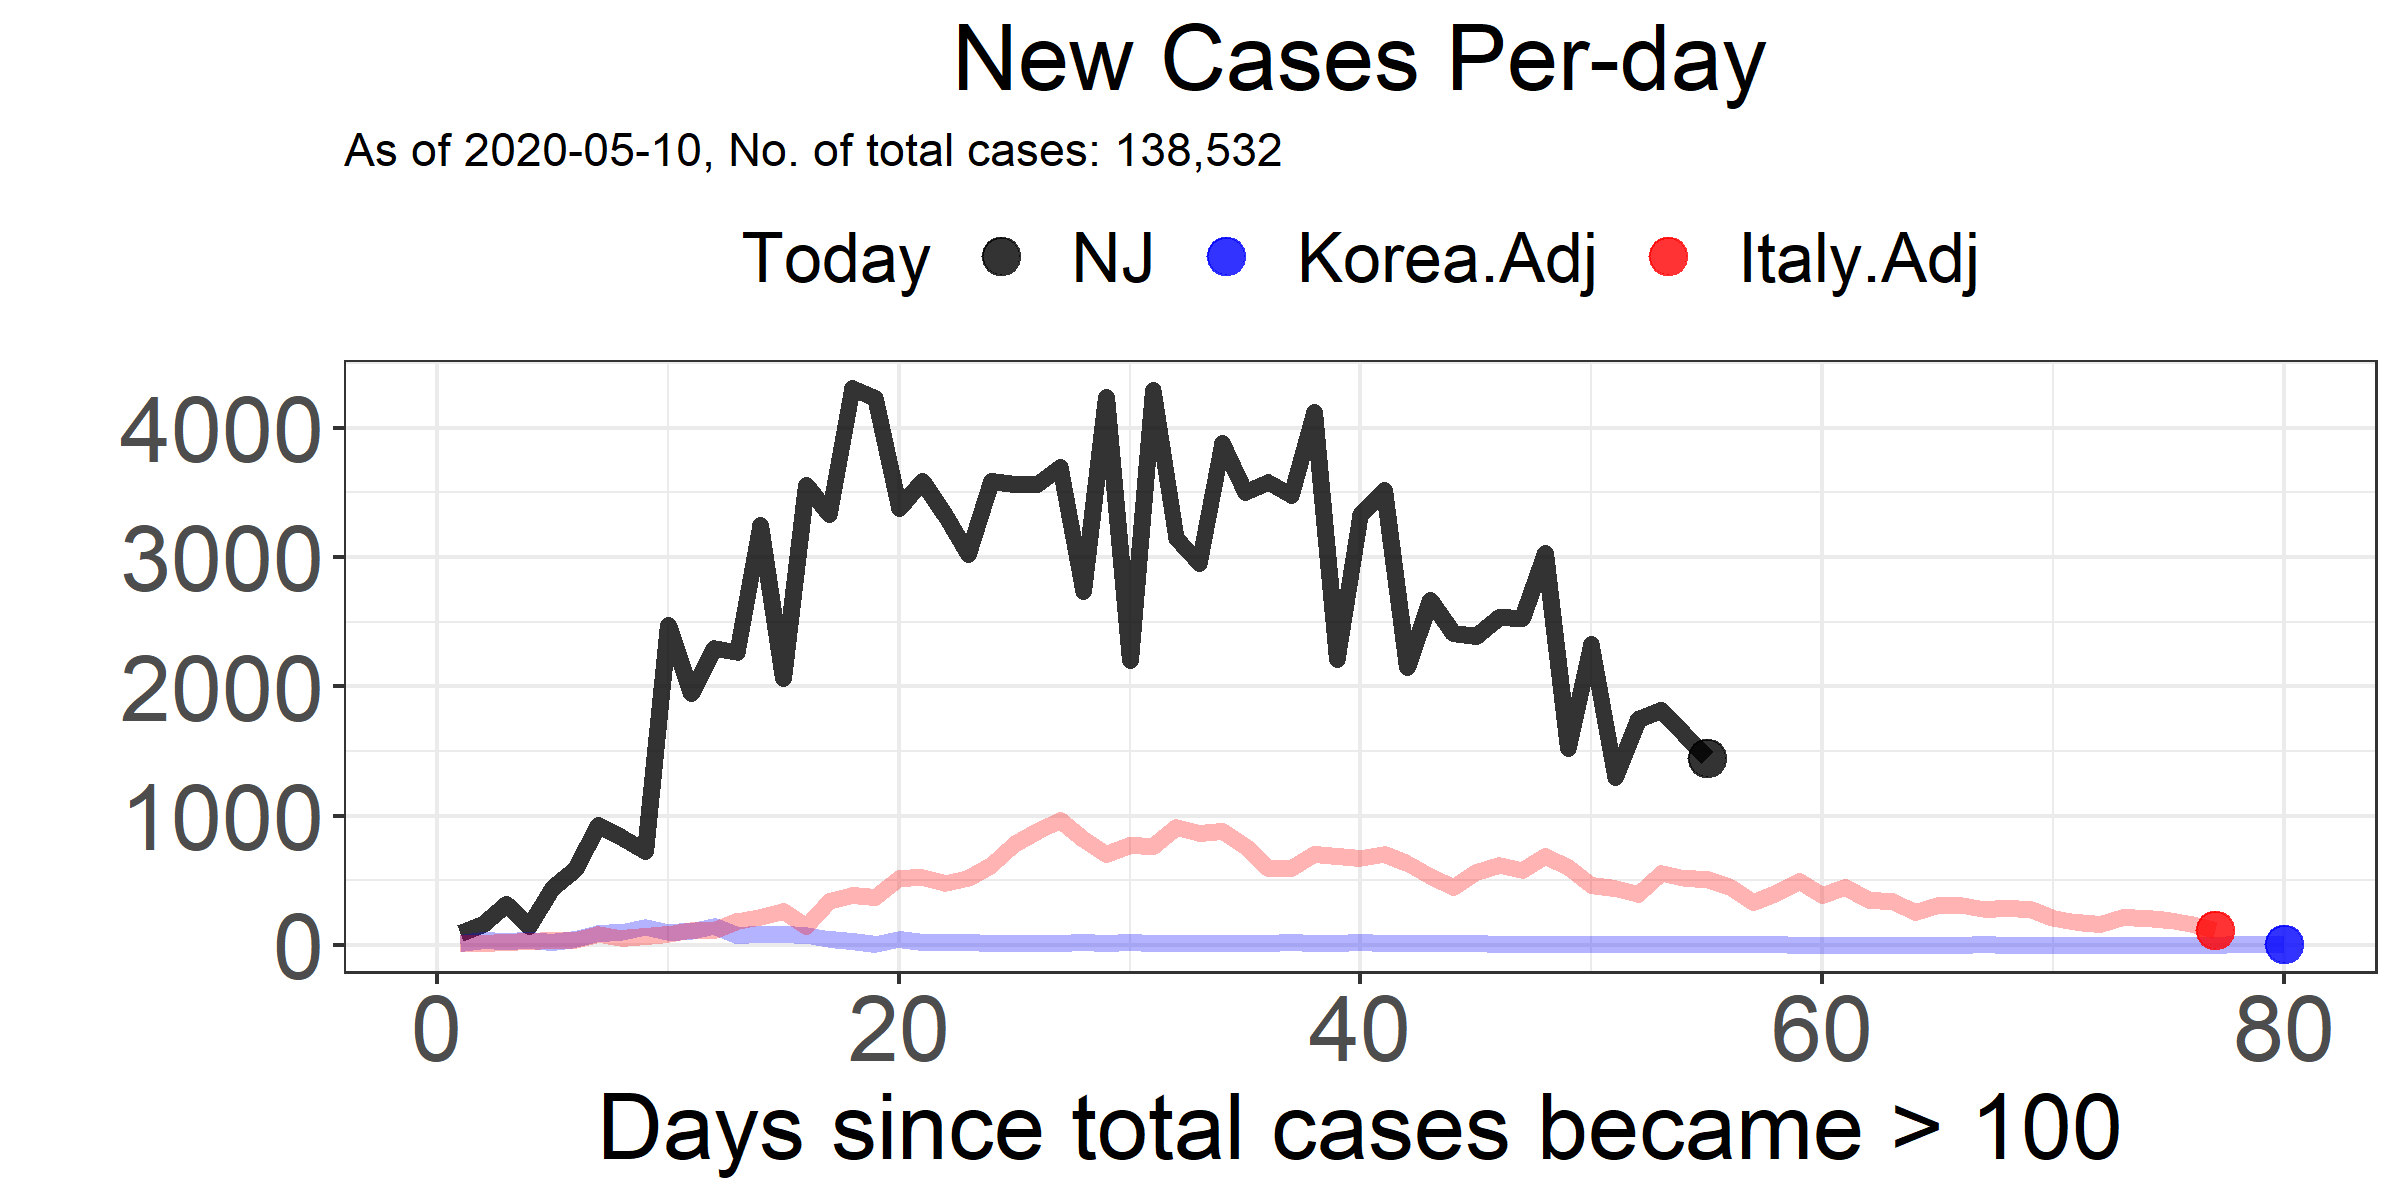 New Cases Per-day
As of 2020-05-10, No. of total cases: 138,532
Today NJ Korea.Adj Italy.Adj
4000
3000
2000
1000
0
0 20 40 60 80
Days since total cases became > 100